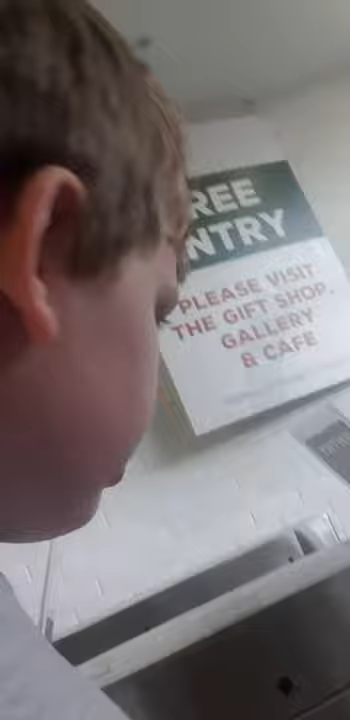 REE
NTRY
PLEASE VISIT
THE GIFT SHOP,
GALLERY
& CAFE